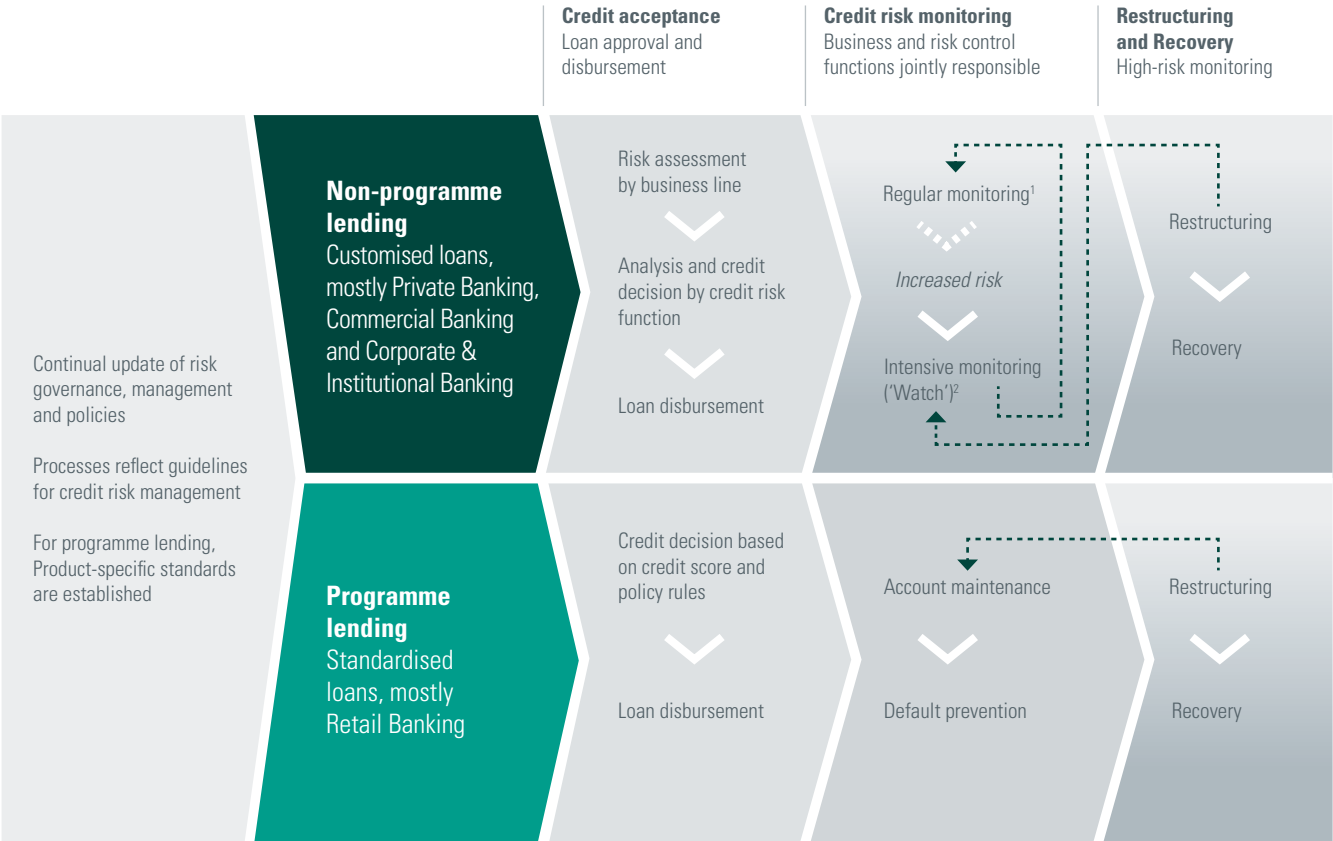 Credit acceptance
Loan approval and
disbursement
Credit risk monitoring
Business and risk control
functions jointly responsible
Restructuring
and Recovery
High-risk monitoring
Continual update of risk
governance, management
and policies
Processes reflect guidelines
for credit risk management
For programme lending,
Product-specific standards
are established
Non-programme
lending
Customised loans,
mostly Private Banking,
Commercial Banking
and Corporate &
Institutional Banking
Risk assessment
by business line
Analysis and credit
decision by credit risk
function
Loan disbursement
Regular monitoring¹
Increased risk
Intensive monitoring
('Watch')²
Restructuring
Recovery
Programme
lending
Standardised
loans, mostly
Retail Banking
Credit decision based
on credit score and
policy rules
Loan disbursement
Account maintenance
Default prevention
Restructuring
Recovery